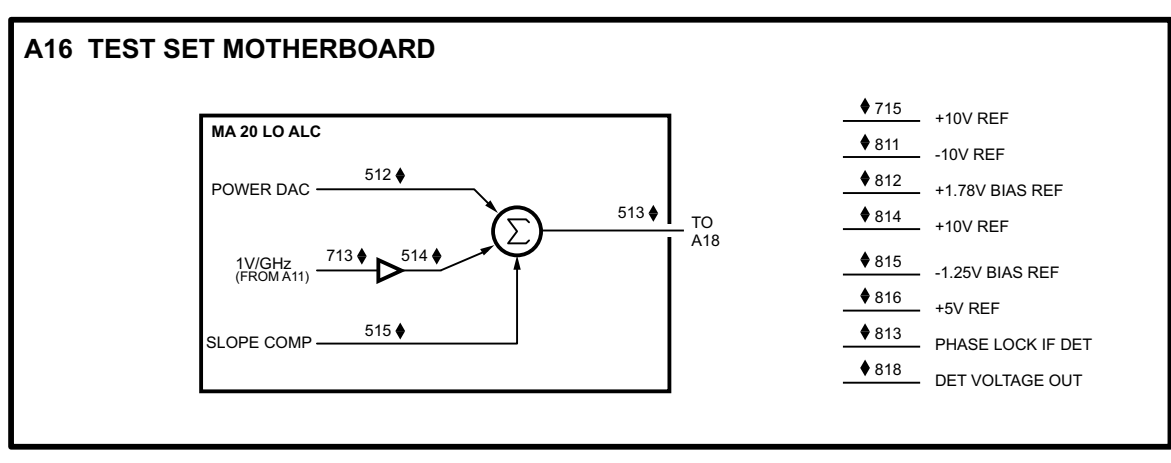 A16 TEST SET MOTHERBOARD
MA 20 LO ALC
POWER DAC
512
1V/GHz
(FROM A11)
713
514
SLOPE COMP
515
Σ
513
TO
A18
715 +10V REF
811 -10V REF
812 +1.78V BIAS REF
814 +10V REF
815 -1.25V BIAS REF
816 +5V REF
813 PHASE LOCK IF DET
818 DET VOLTAGE OUT